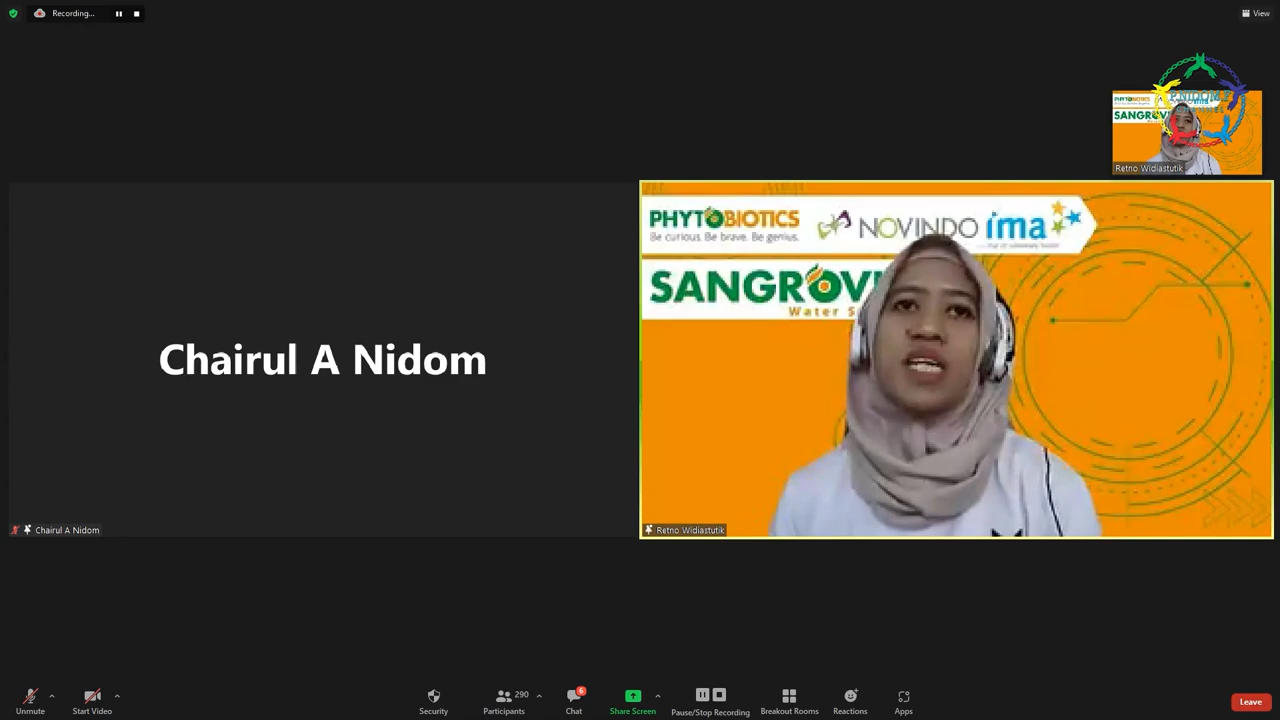 Recording...
View
PHYTOBIOTICS
SANGROV
Retno Widiastutik
PHYTOBIOTICS
Be curious. Be brave. Be genius.
NOVINDO
ima
SANGROVI
Water S
Chairul A Nidom
Chairul A Nidom
Retno Widiastutik
Unmute
Start Video
Security
Participants
290
Chat
6
Share Screen
Pause/Stop Recording
Breakout Rooms
Reactions
Apps
Leave